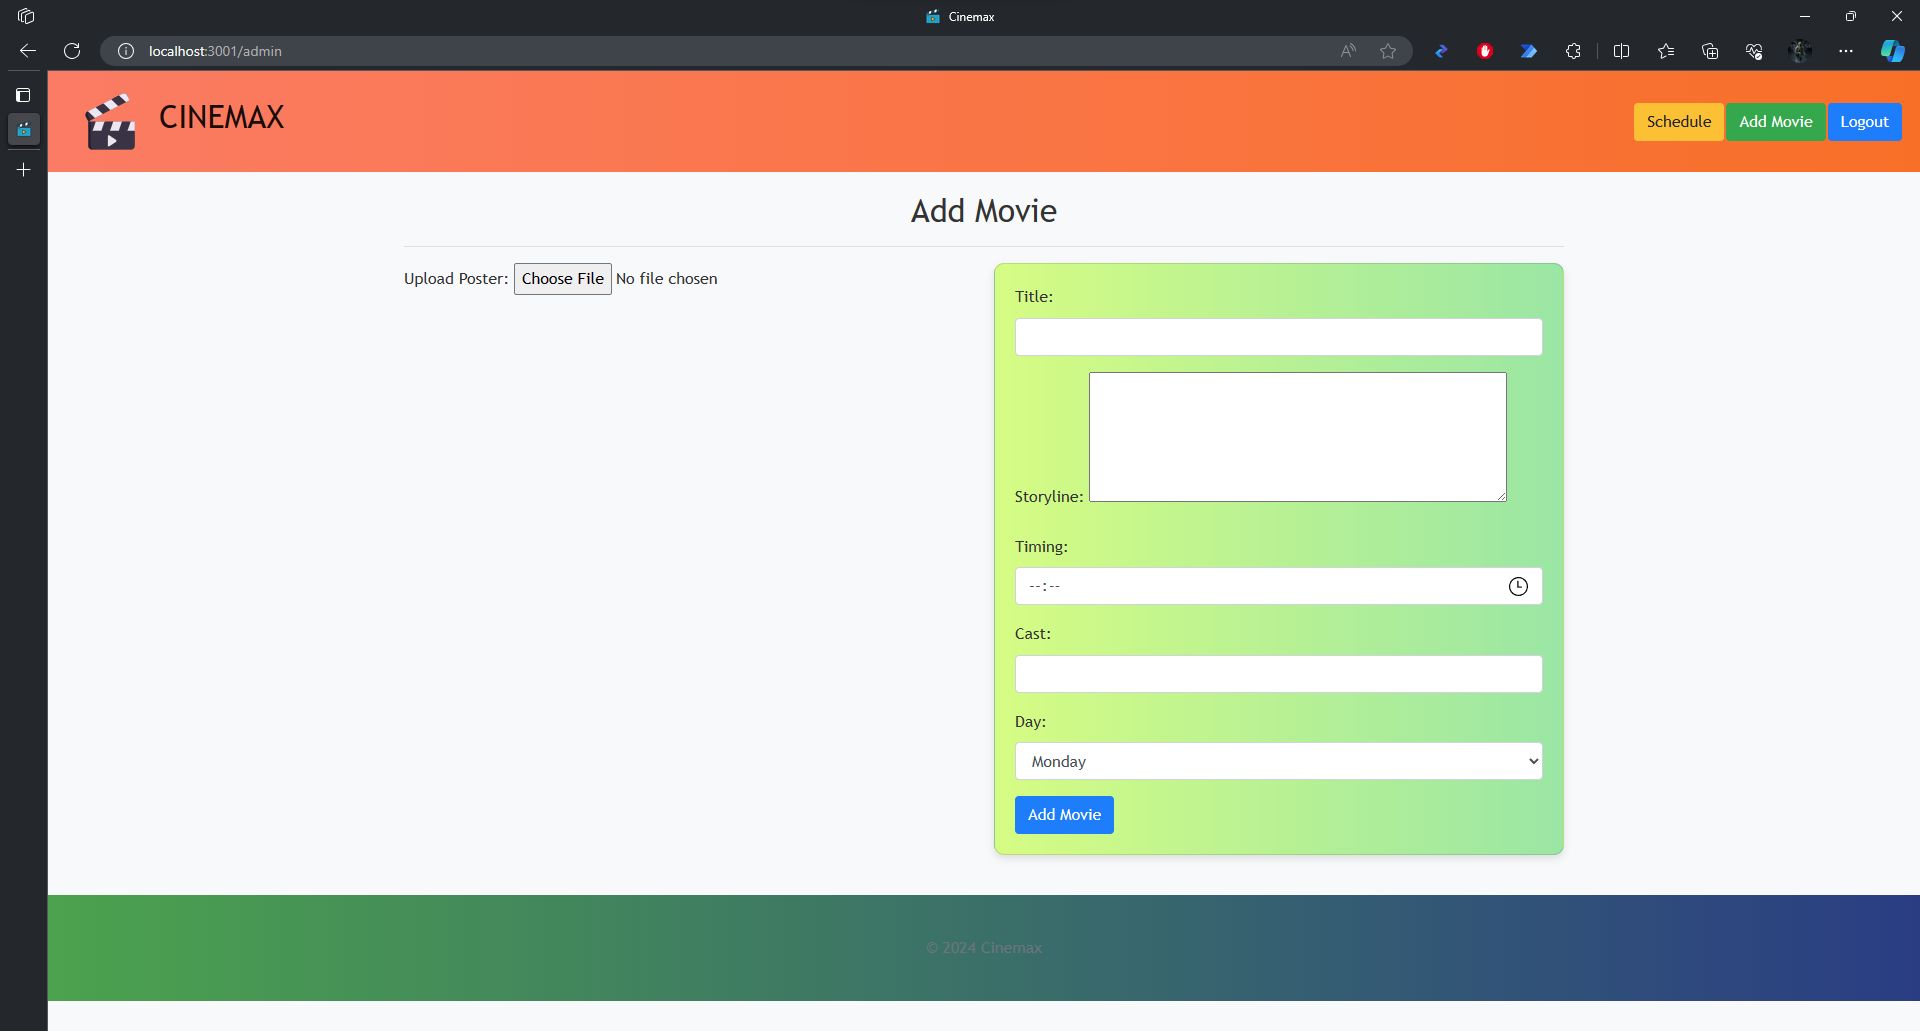 Cinemax
localhost:3001/admin
CINEMAX
Schedule
Add Movie
Logout
Add Movie
Upload Poster: Choose File No file chosen
Title:
Storyline:
Timing:
--:--
Cast:
Day:
Monday
Add Movie
© 2024 Cinemax